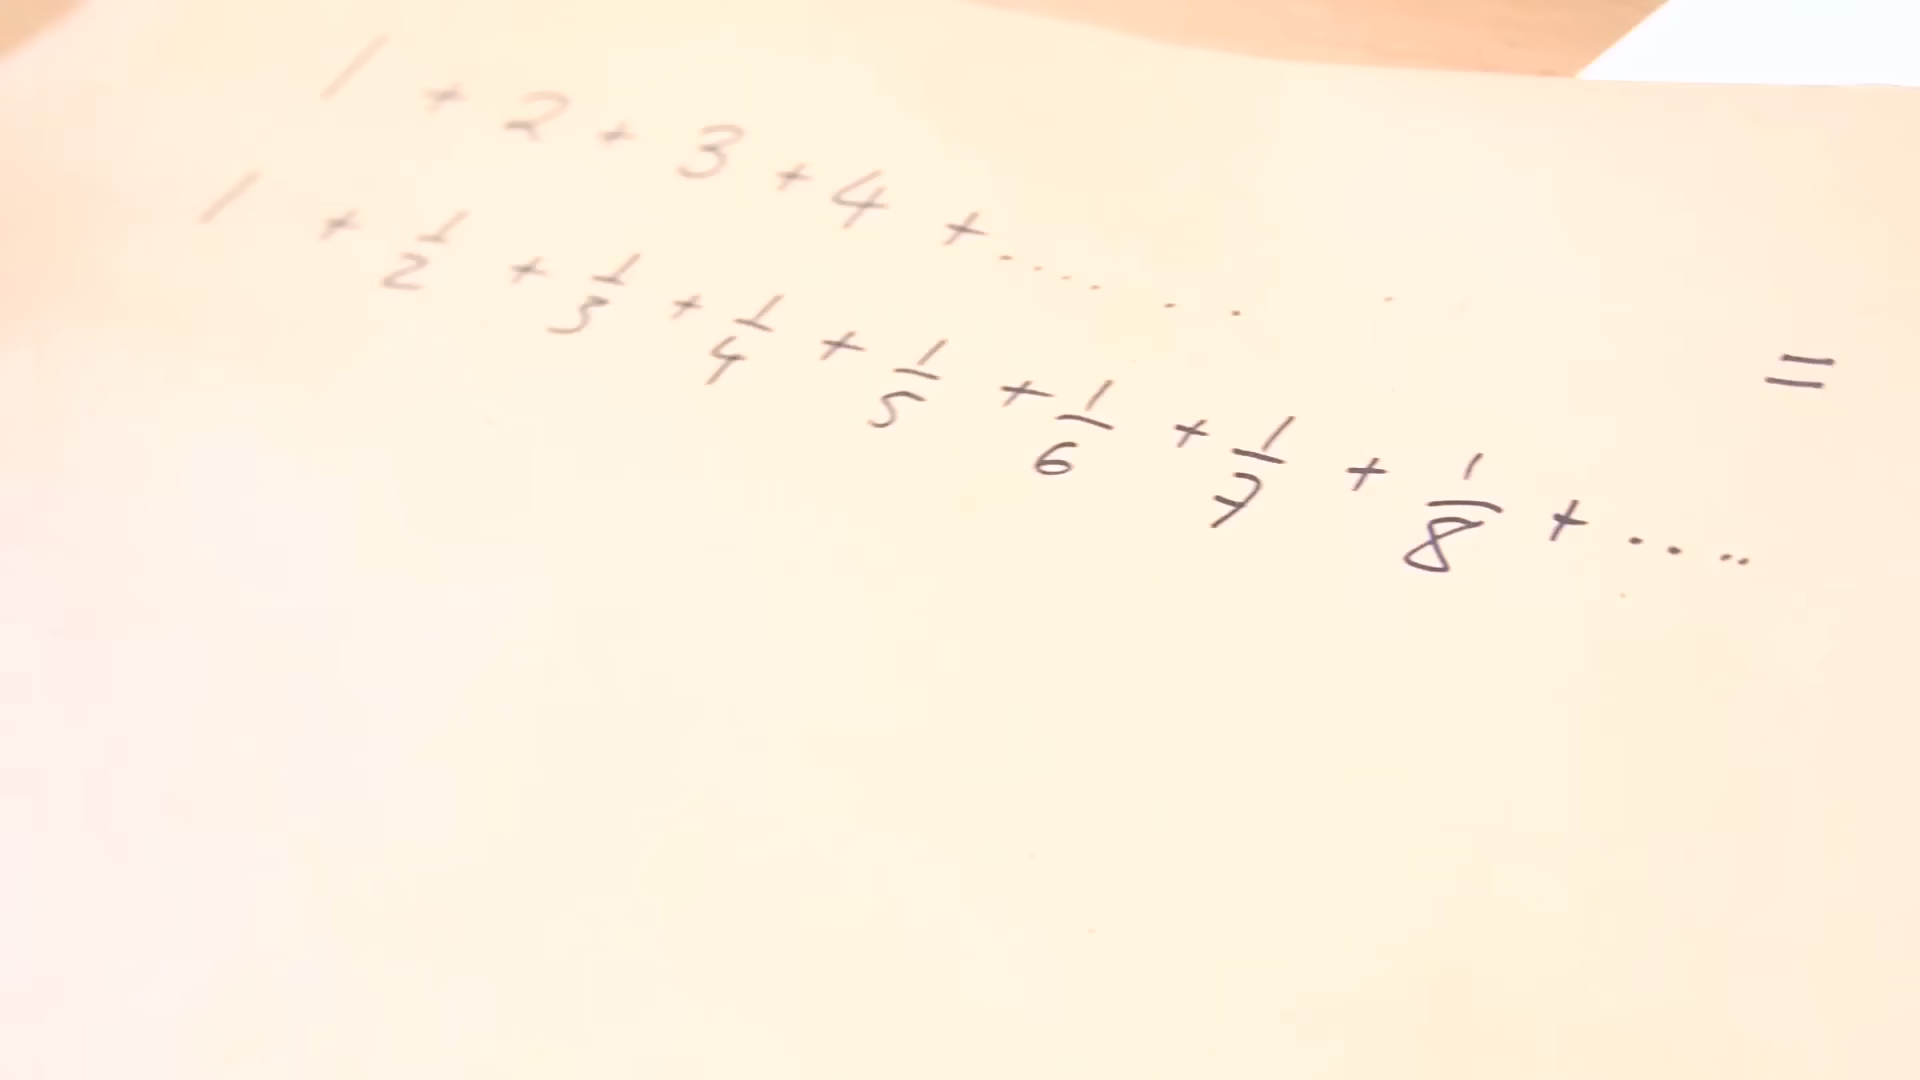 1 + 2 + 3 + 4 + ....... =
1 + 1/2 + 1/3 + 1/4 + 1/5 + 1/6 + 1/7 + 1/8 + ....